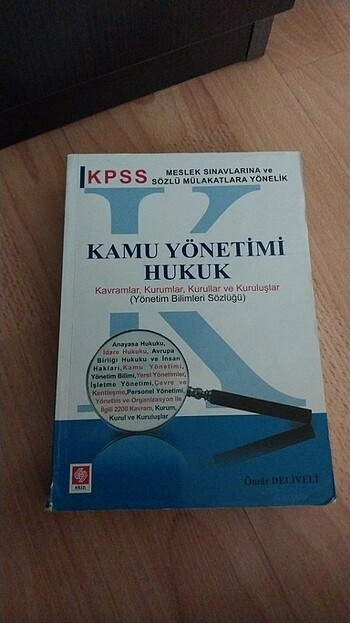 KPSS
MESLEK SINAVLARINA ve
SÖZLÜ MÜLAKATLARA YÖNELİK
KAMU YÖNETİMİ
HUKUK
Kavramlar, Kurumlar, Kurullar ve Kuruluşlar
(Yönetim Bilimleri Sözlüğü)
Anayasa Hukuku,
İdare Hukuku, Avrupa
Birliği Hukuku ve İnsan
Hakları,Kamu Yönetimi,
Yönetim Bilimi,Yerel Yönetimler,
İşletme Yönetimi,Çevre ve
Kentleşme,Personel Yönetimi,
Yönetim ve Organizasyon ile
İlgili 2200 Kavram, Kurum,
Kurul ve Kuruluşlar
ekin
Ömür DELİVELİ